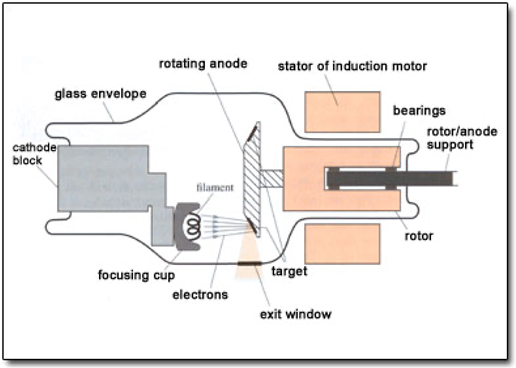 rotating anode
stator of induction motor
glass envelope
bearings
rotor/anode
support
cathode
block
filament
rotor
focusing cup
target
electrons
exit window